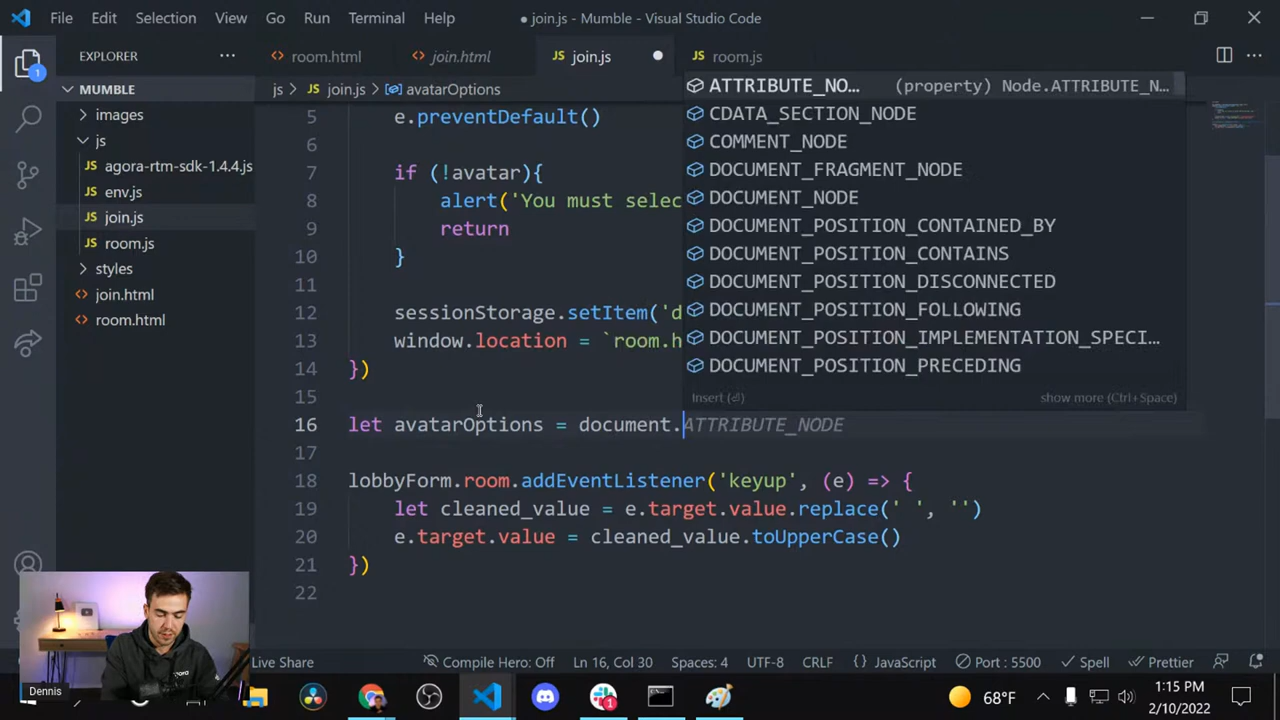 File Edit Selection View Go Run Terminal Help
● join.js - Mumble - Visual Studio Code
EXPLORER
room.html join.html join.js room.js
MUMBLE
js > join.js > avatarOptions
images
js
agora-rtm-sdk-1.4.4.js
env.js
join.js
room.js
styles
join.html
room.html
1
5 e.preventDefault()
6
7 if (!avatar){
8 alert('You must selec
9 return
10 }
11
12 sessionStorage.setItem('d
13 window.location = `room.h
14 })
15
16 let avatarOptions = document.ATTRIBUTE_NODE
17
18 lobbyForm.room.addEventListener('keyup', (e) => {
19 let cleaned_value = e.target.value.replace(' ', '')
20 e.target.value = cleaned_value.toUpperCase()
21 })
22
ATTRIBUTE_NO... (property) Node.ATTRIBUTE_N...
CDATA_SECTION_NODE
COMMENT_NODE
DOCUMENT_FRAGMENT_NODE
DOCUMENT_NODE
DOCUMENT_POSITION_CONTAINED_BY
DOCUMENT_POSITION_CONTAINS
DOCUMENT_POSITION_DISCONNECTED
DOCUMENT_POSITION_FOLLOWING
DOCUMENT_POSITION_IMPLEMENTATION_SPECI...
DOCUMENT_POSITION_PRECEDING
Insert (⏎) show more (Ctrl+Space)
Live Share Compile Hero: Off Ln 16, Col 30 Spaces: 4 UTF-8 CRLF {} JavaScript Port : 5500 Spell Prettier
Dennis
1
68°F
1:15 PM
2/10/2022